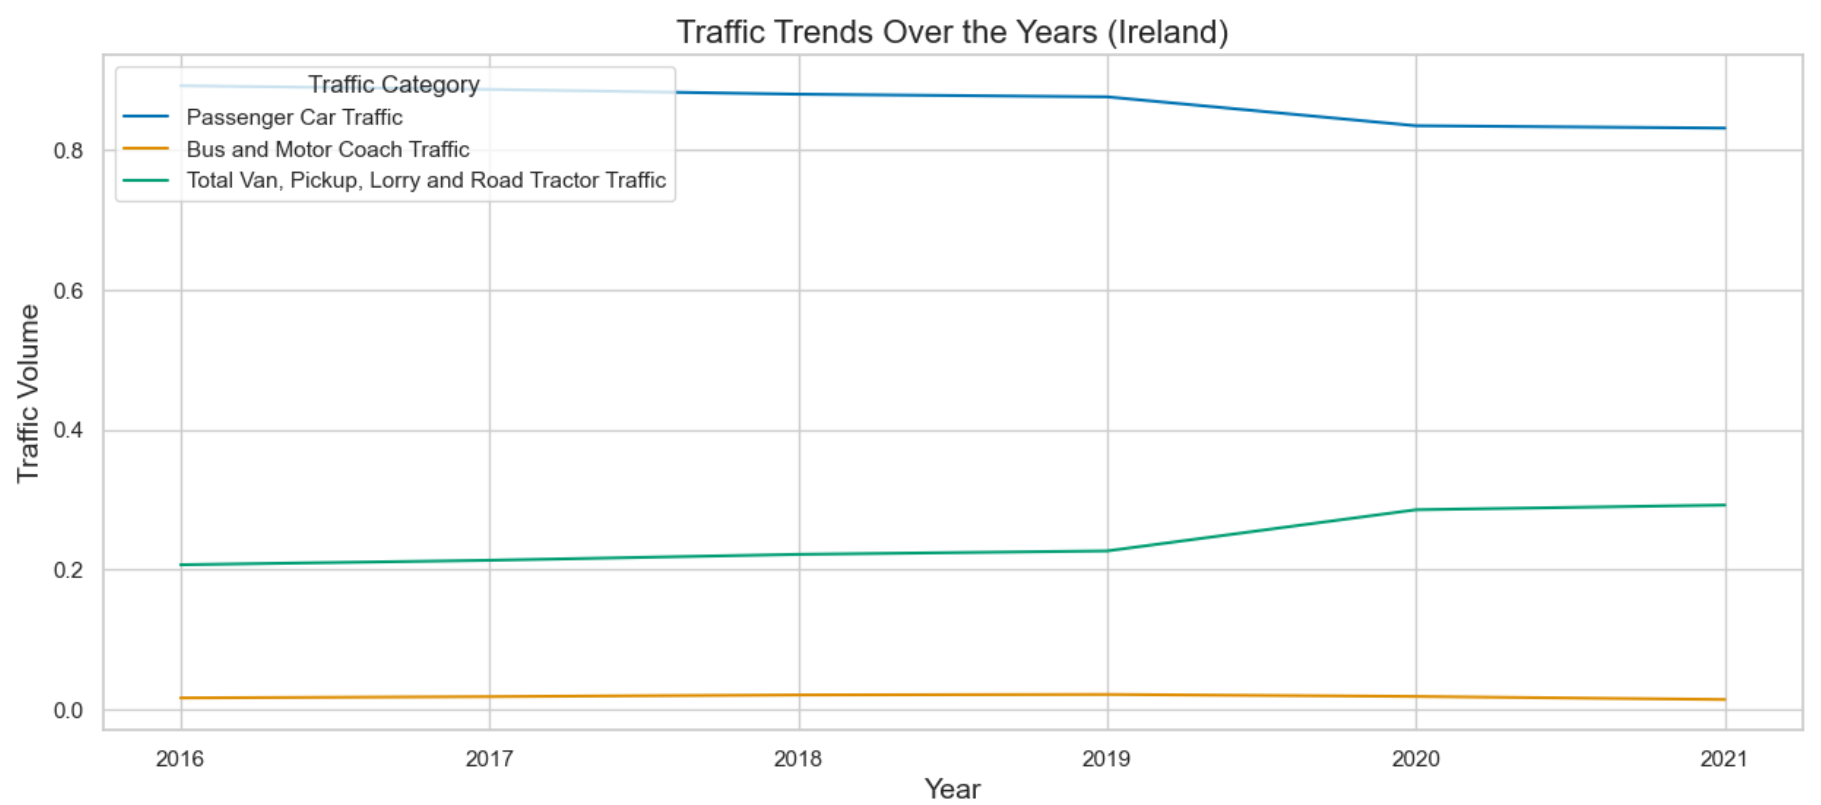 Traffic Trends Over the Years (Ireland)
Traffic Category
Passenger Car Traffic
Bus and Motor Coach Traffic
Total Van, Pickup, Lorry and Road Tractor Traffic
Traffic Volume
0.8
0.6
0.4
0.2
0.0
2016 2017 2018 2019 2020 2021
Year